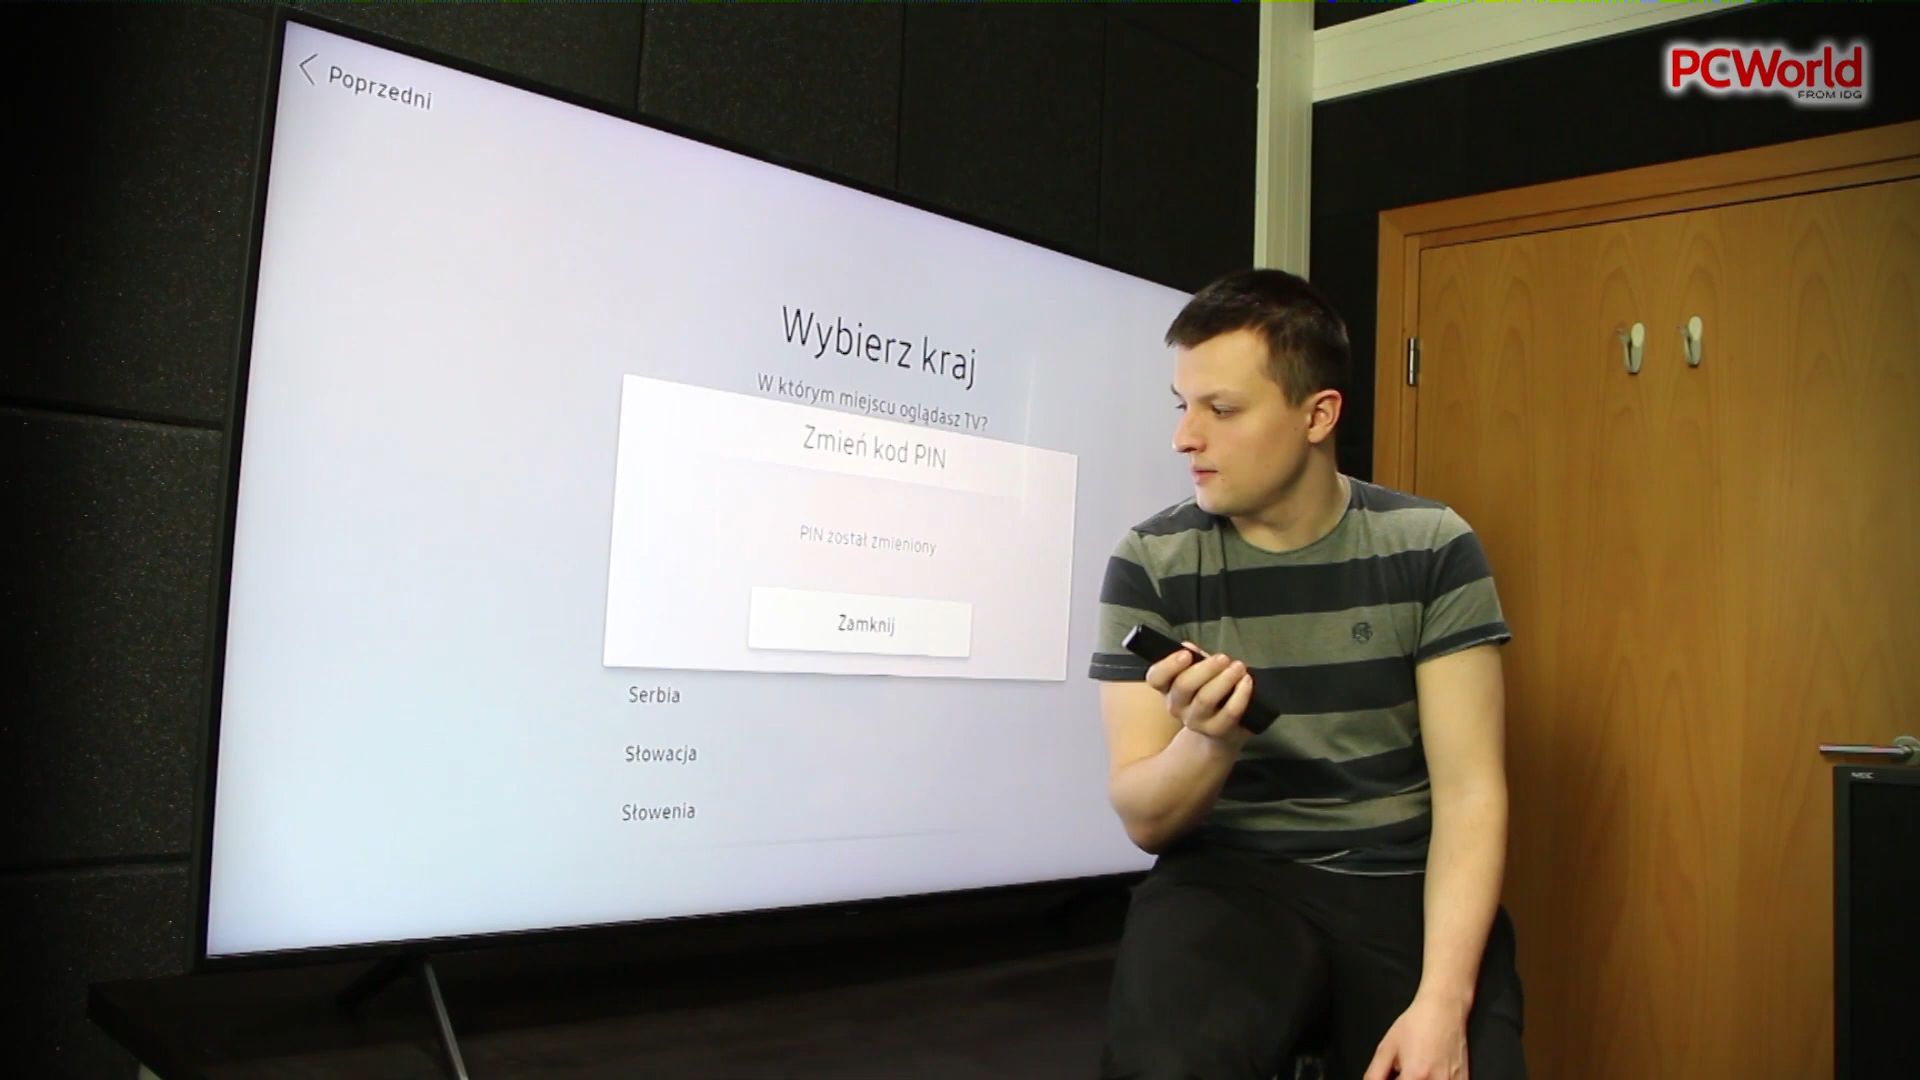 PCWorld
FROM IDG
Poprzedni
Wybierz kraj
W którym miejscu oglądasz TV?
Zmień kod PIN
PIN został zmieniony
Zamknij
Serbia
Słowacja
Słowenia
NEC